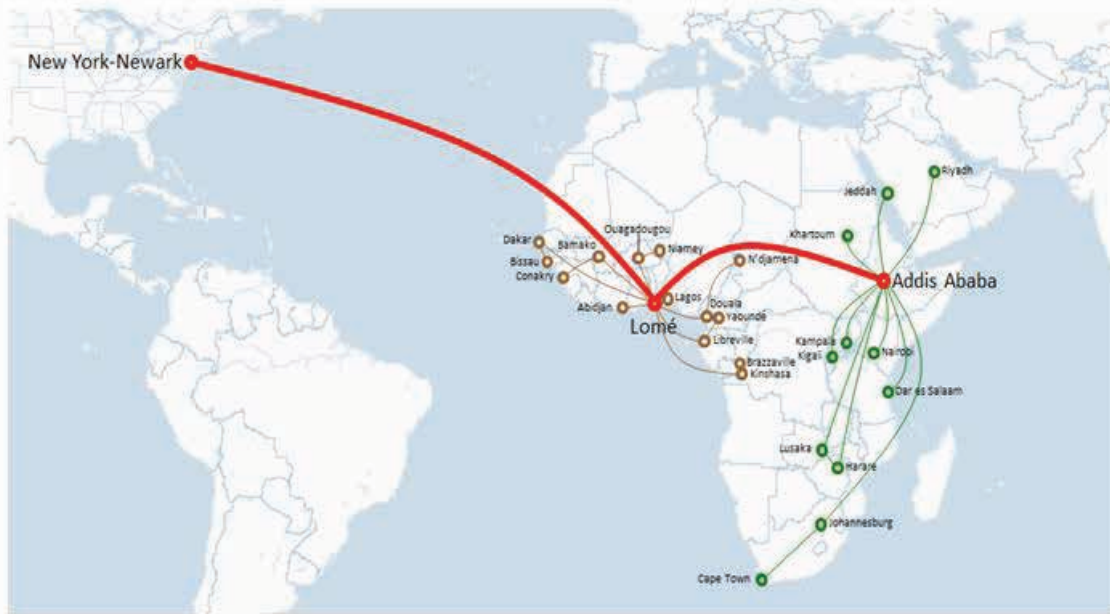 New York-Newark
Riyadh
Jeddah
Ouagadougou
Khartoum
Dakar
Bamako
Niamey
Bissau
N'djamena
Conakry
Addis Ababa
Lagos
Abidjan
Douala
Yaoundé
Lomé
Libreville
Kampala
Kigali
Nairobi
Brazzaville
Kinshasa
Dar es Salaam
Lusaka
Harare
Johannesburg
Cape Town